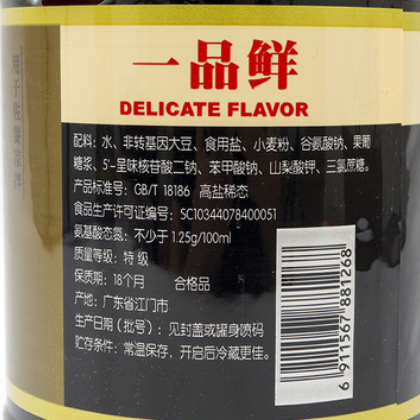 一品鲜
DELICATE FLAVOR
配料：水、非转基因大豆、食用盐、小麦粉、谷氨酸钠、果葡
糖浆、5'-呈味核苷酸二钠、苯甲酸钠、山梨酸钾、三氯蔗糖。
产品标准号：GB/T 18186 高盐稀态
食品生产许可证编号：SC10344078400051
氨基酸态氮：不少于 1.25g/100ml
质量等级：特级
保质期：18个月 合格品
产地：广东省江门市
生产日期（批号）：见封盖或罐身喷码
贮存条件：常温保存，开启后冷藏更佳。
6 911567 881268
用于佐餐凉拌